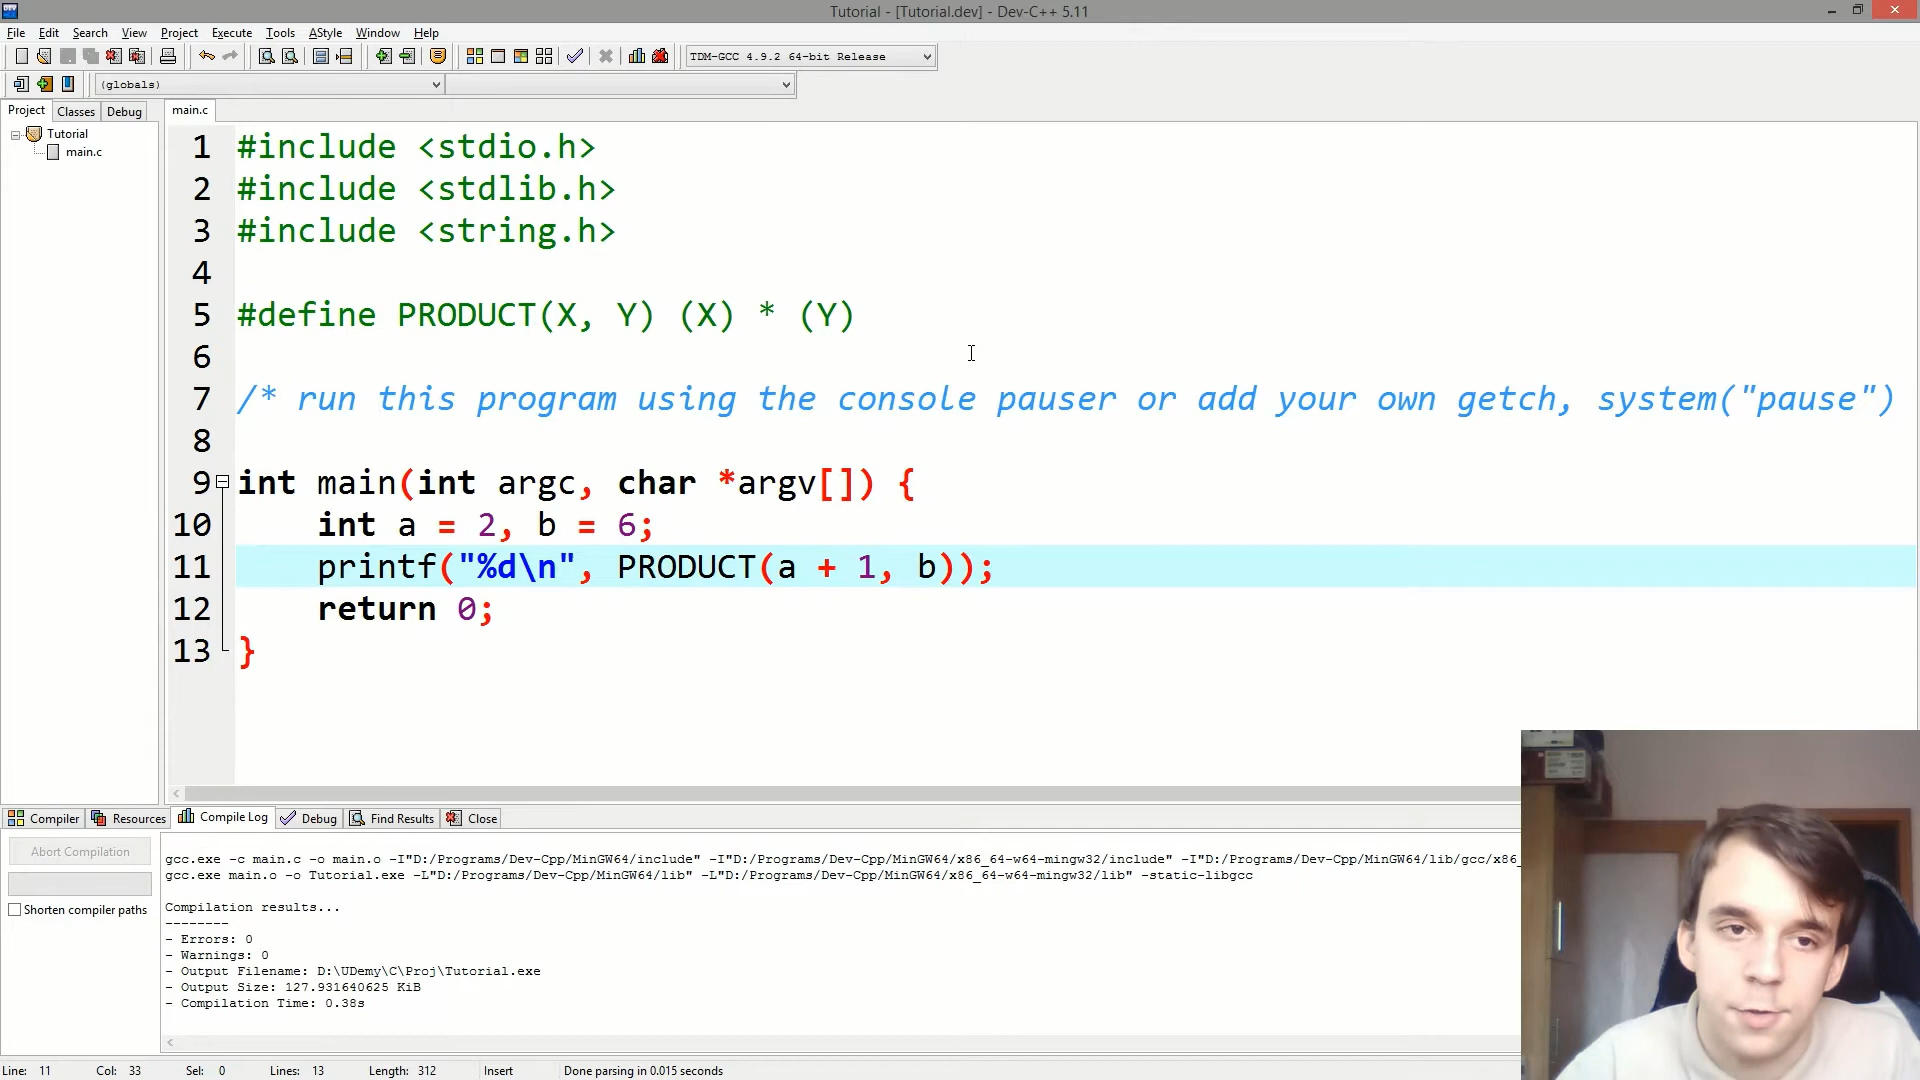 Tutorial - [Tutorial.dev] - Dev-C++ 5.11
File Edit Search View Project Execute Tools AStyle Window Help
TDM-GCC 4.9.2 64-bit Release
(globals)
Project Classes Debug
main.c
Tutorial
main.c
1 #include <stdio.h>
2 #include <stdlib.h>
3 #include <string.h>
4
5 #define PRODUCT(X, Y) (X) * (Y)
6
7 /* run this program using the console pauser or add your own getch, system("pause")
8
9 int main(int argc, char *argv[]) {
10 int a = 2, b = 6;
11 printf("%d\n", PRODUCT(a + 1, b));
12 return 0;
13 }
Compiler Resources Compile Log Debug Find Results Close
Abort Compilation
Shorten compiler paths
gcc.exe -c main.c -o main.o -I"D:/Programs/Dev-Cpp/MinGW64/include" -I"D:/Programs/Dev-Cpp/MinGW64/x86_64-w64-mingw32/include" -I"D:/Programs/Dev-Cpp/MinGW64/lib/gcc/x86_
gcc.exe main.o -o Tutorial.exe -L"D:/Programs/Dev-Cpp/MinGW64/lib" -L"D:/Programs/Dev-Cpp/MinGW64/x86_64-w64-mingw32/lib" -static-libgcc
Compilation results...
--------
- Errors: 0
- Warnings: 0
- Output Filename: D:\UDemy\C\Proj\Tutorial.exe
- Output Size: 127.931640625 KiB
- Compilation Time: 0.38s
Line: 11 Col: 33 Sel: 0 Lines: 13 Length: 312 Insert Done parsing in 0.015 seconds